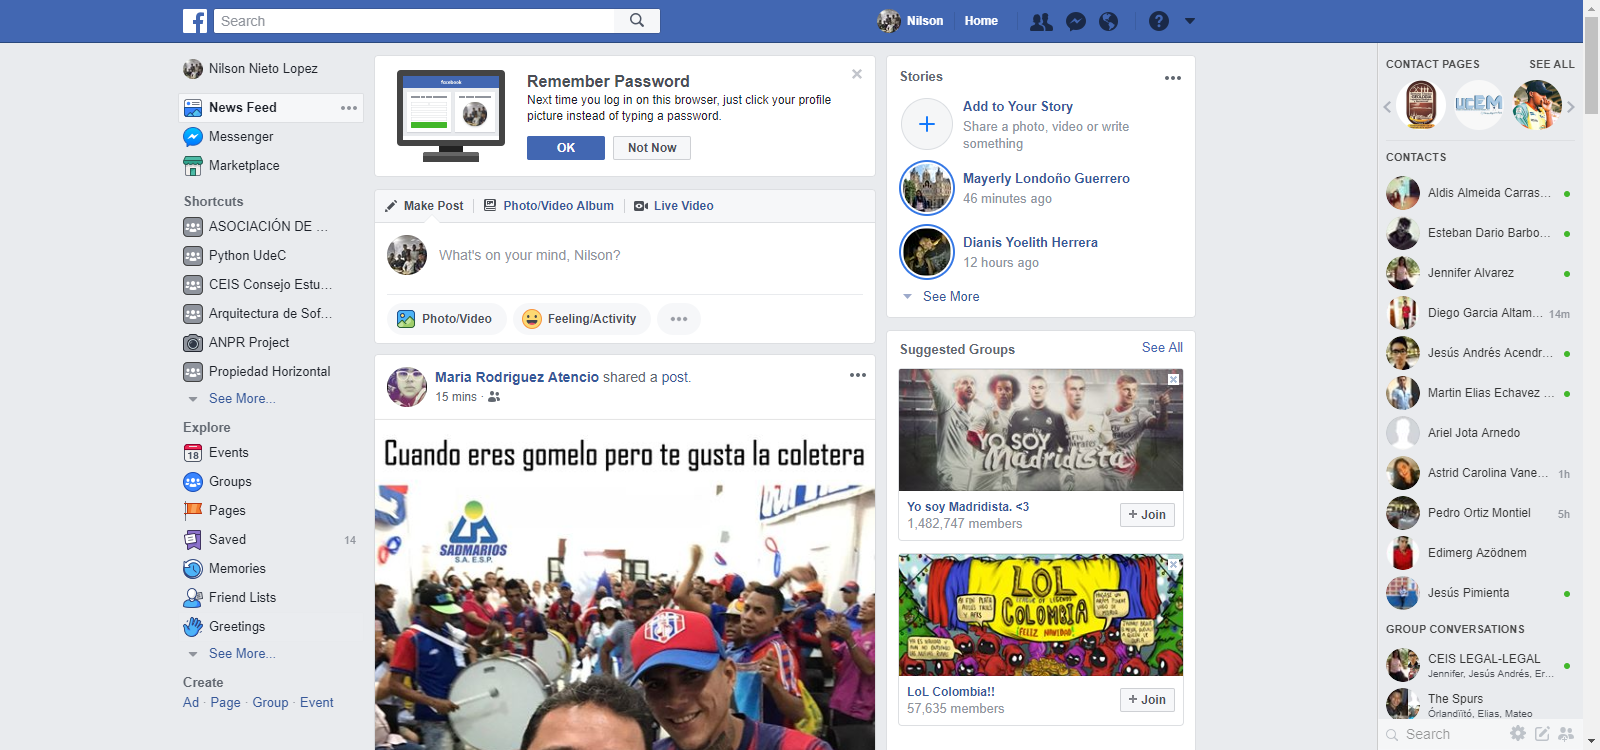 Search
Nilson
Home
Nilson Nieto Lopez
News Feed
Messenger
Marketplace
Shortcuts
ASOCIACIÓN DE ...
Python UdeC
CEIS Consejo Estu...
Arquitectura de Sof...
ANPR Project
Propiedad Horizontal
See More...
Explore
18
Events
Groups
Pages
Saved 14
Memories
Friend Lists
Greetings
See More...
Create
Ad · Page · Group · Event
facebook
Remember Password
Next time you log in on this browser, just click your profile
picture instead of typing a password.
OK
Not Now
Make Post
Photo/Video Album
Live Video
What's on your mind, Nilson?
Photo/Video
Feeling/Activity
Maria Rodriguez Atencio shared a post.
15 mins ·
Cuando eres gomelo pero te gusta la coletera
SADMARIOS
S.A.E.S.P.
Stories
Add to Your Story
Share a photo, video or write
something
Mayerly Londoño Guerrero
46 minutes ago
Dianis Yoelith Herrera
12 hours ago
See More
Suggested Groups
See All
YO SOY
Madridista
Yo soy Madridista. <3
1,482,747 members
+ Join
LOL
COLOMBIA
¡FELIZ NAVIDAD!
LoL Colombia!!
57,635 members
+ Join
CONTACT PAGES
SEE ALL
UCEM
CONTACTS
Aldis Almeida Carras...
Esteban Dario Barbo...
Jennifer Alvarez
Diego Garcia Altam... 14m
Jesús Andrés Acendr...
Martin Elias Echavez ...
Ariel Jota Arnedo
Astrid Carolina Vane... 1h
Pedro Ortiz Montiel 5h
Edimerg Azödnem
Jesús Pimienta
GROUP CONVERSATIONS
CEIS LEGAL-LEGAL
Jennifer, Jesús Andrés, Er...
The Spurs
Órlandiïtó, Elias, Mateo
Search